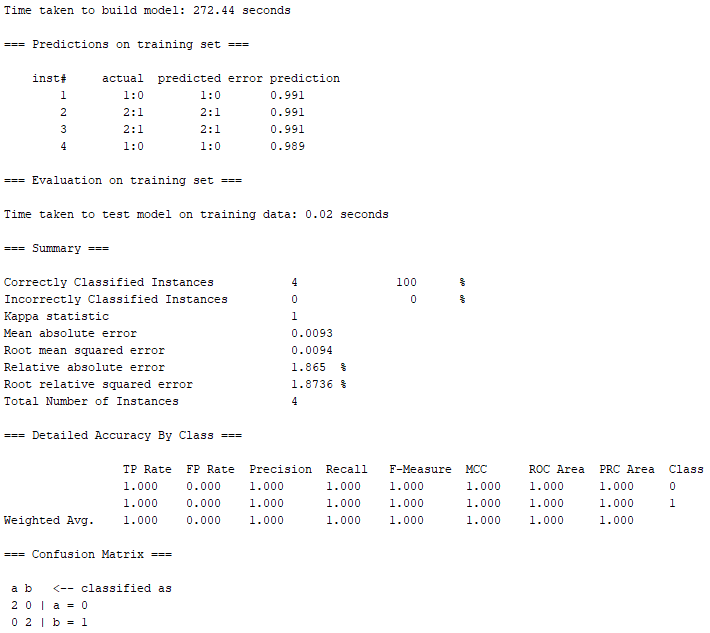 Time taken to build model: 272.44 seconds
=== Predictions on training set ===
inst# actual predicted error prediction
1 1:0 1:0 0.991
2 2:1 2:1 0.991
3 2:1 2:1 0.991
4 1:0 1:0 0.989
=== Evaluation on training set ===
Time taken to test model on training data: 0.02 seconds
=== Summary ===
Correctly Classified Instances 4 100 %
Incorrectly Classified Instances 0 0 %
Kappa statistic 1
Mean absolute error 0.0093
Root mean squared error 0.0094
Relative absolute error 1.865 %
Root relative squared error 1.8736 %
Total Number of Instances 4
=== Detailed Accuracy By Class ===
TP Rate FP Rate Precision Recall F-Measure MCC ROC Area PRC Area Class
1.000 0.000 1.000 1.000 1.000 1.000 1.000 1.000 0
1.000 0.000 1.000 1.000 1.000 1.000 1.000 1.000 1
Weighted Avg. 1.000 0.000 1.000 1.000 1.000 1.000 1.000 1.000
=== Confusion Matrix ===
a b <-- classified as
2 0 | a = 0
0 2 | b = 1